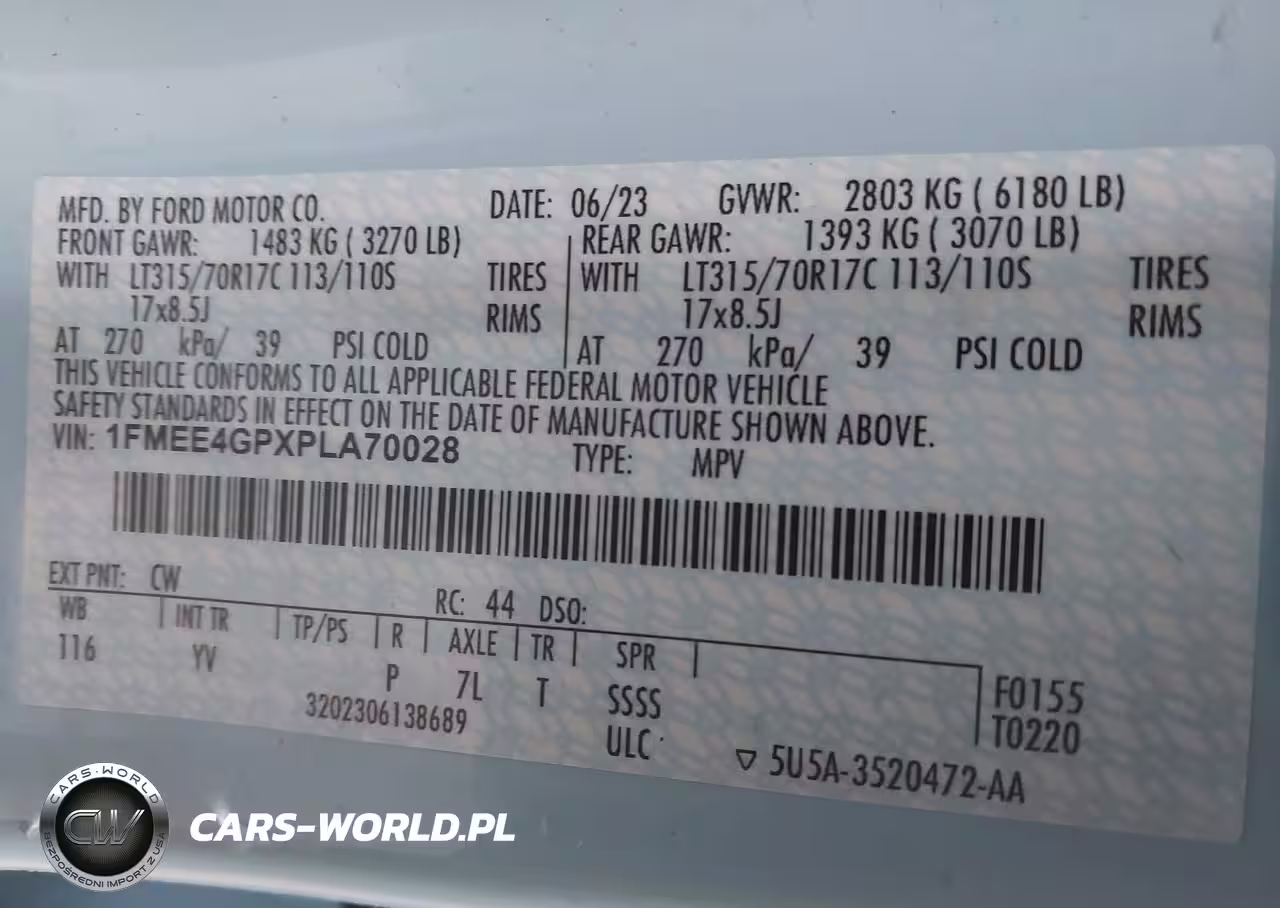 MFD. BY FORD MOTOR CO. DATE: 06/23 GVWR: 2803 KG ( 6180 LB)
FRONT GAWR: 1483 KG ( 3270 LB) REAR GAWR: 1393 KG ( 3070 LB)
WITH LT315/70R17C 113/110S TIRES WITH LT315/70R17C 113/110S TIRES
17x8.5J RIMS 17x8.5J RIMS
AT 270 kPa/ 39 PSI COLD AT 270 kPa/ 39 PSI COLD
THIS VEHICLE CONFORMS TO ALL APPLICABLE FEDERAL MOTOR VEHICLE
SAFETY STANDARDS IN EFFECT ON THE DATE OF MANUFACTURE SHOWN ABOVE.
VIN: 1FMEE4GPXPLA70028 TYPE: MPV
EXT PNT: CW RC: 44 DSO:
WB INT TR TP/PS R AXLE TR SPR
116 YV P 7L T SSSS F0155
3202306138689 ULC T0220
5U5A-3520472-AA
CARS-WORLD
CW
BEZPOŚREDNI IMPORT Z USA
CARS-WORLD.PL